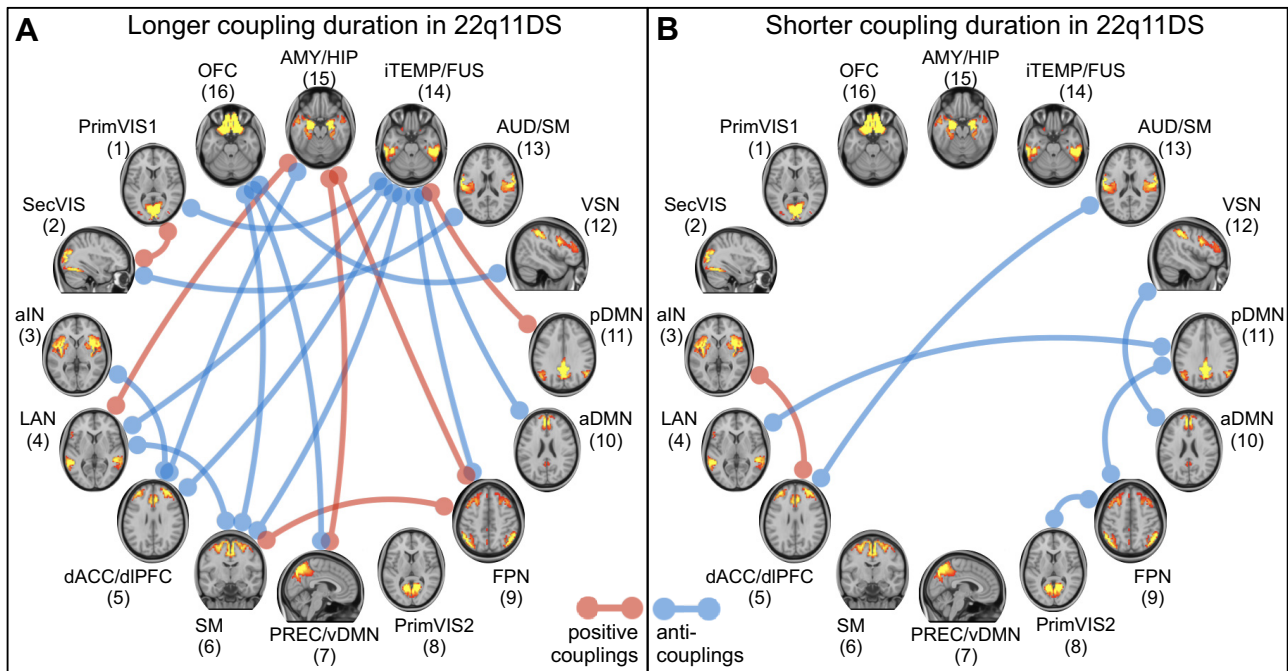 A Longer coupling duration in 22q11DS
AMY/HIP
(15)
OFC
(16)
iTEMP/FUS
(14)
PrimVIS1
(1)
AUD/SM
(13)
SecVIS
(2)
VSN
(12)
aIN
(3)
pDMN
(11)
LAN
(4)
aDMN
(10)
dACC/dlPFC
(5)
FPN
(9)
SM
(6)
PREC/vDMN
(7)
PrimVIS2
(8)
positive
couplings
anti-
couplings
B Shorter coupling duration in 22q11DS
AMY/HIP
(15)
OFC
(16)
iTEMP/FUS
(14)
PrimVIS1
(1)
AUD/SM
(13)
SecVIS
(2)
VSN
(12)
aIN
(3)
pDMN
(11)
LAN
(4)
aDMN
(10)
dACC/dlPFC
(5)
FPN
(9)
SM
(6)
PREC/vDMN
(7)
PrimVIS2
(8)